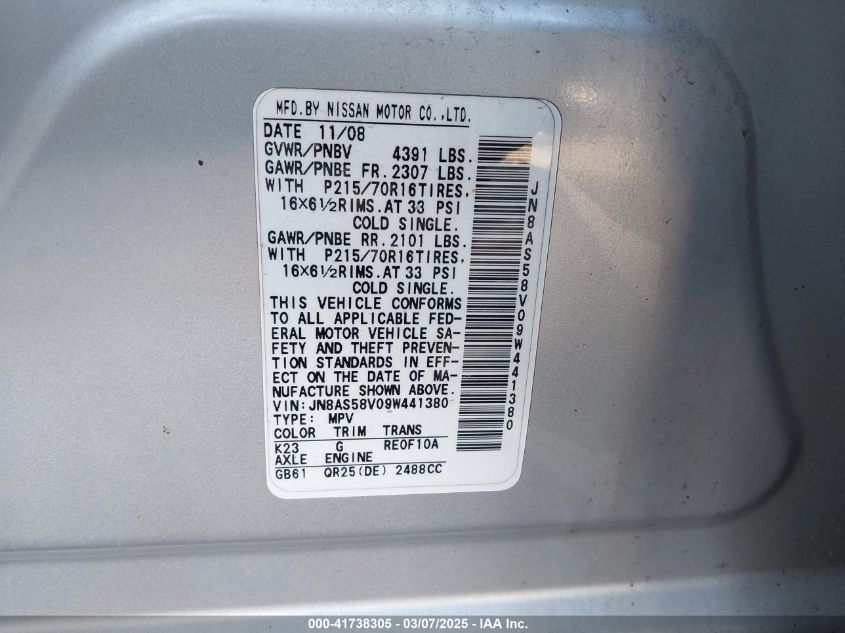 MFD.BY NISSAN MOTOR CO.,LTD.
DATE 11/08
GVWR/PNBV 4391 LBS.
GAWR/PNBE FR.2307 LBS.
WITH P215/70R16TIRES,
16X6½RIMS.AT 33 PSI
COLD SINGLE.
GAWR/PNBE RR.2101 LBS.
WITH P215/70R16TIRES,
16X6½RIMS.AT 33 PSI
COLD SINGLE.
THIS VEHICLE CONFORMS
TO ALL APPLICABLE FED-
ERAL MOTOR VEHICLE SA-
FETY AND THEFT PREVEN-
TION STANDARDS IN EFF-
ECT ON THE DATE OF MA-
NUFACTURE SHOWN ABOVE.
VIN:JN8AS58V09W441380
TYPE: MPV
COLOR TRIM TRANS
K23 G RE0F10A
AXLE ENGINE
GB61 QR25(DE) 2488CC
JN8AS58V09W441380
000-41738305 - 03/07/2025 - IAA Inc.